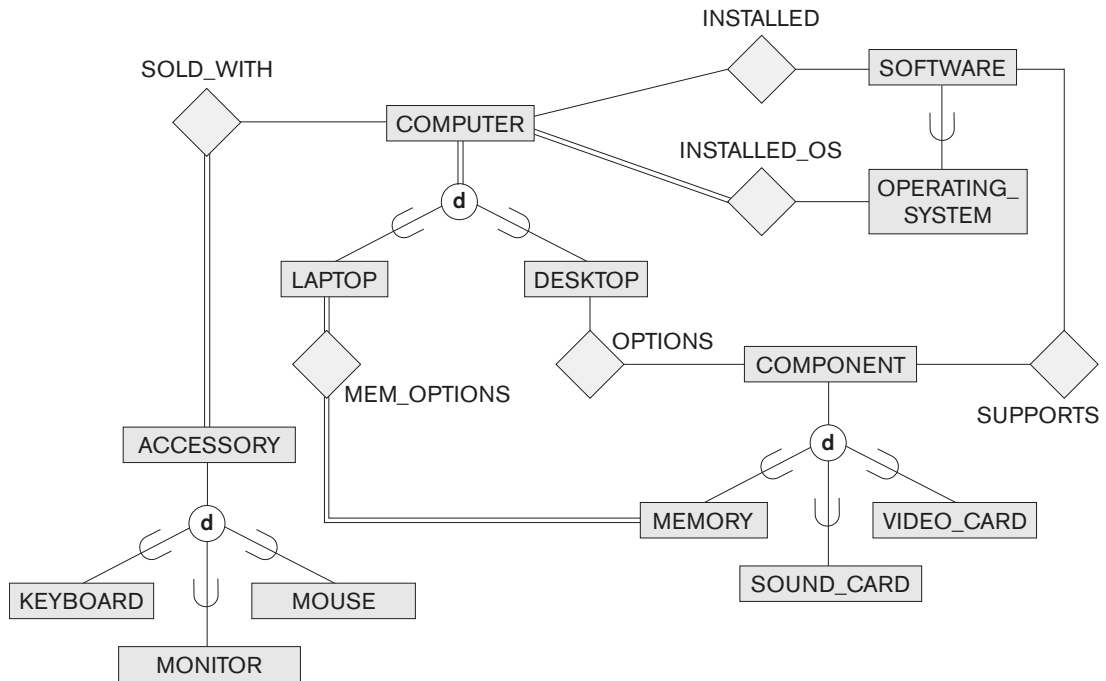 INSTALLED
SOLD_WITH
SOFTWARE
COMPUTER
INSTALLED_OS
OPERATING_
SYSTEM
d
LAPTOP
DESKTOP
OPTIONS
COMPONENT
MEM_OPTIONS
SUPPORTS
ACCESSORY
d
MEMORY
VIDEO_CARD
d
SOUND_CARD
KEYBOARD
MOUSE
MONITOR